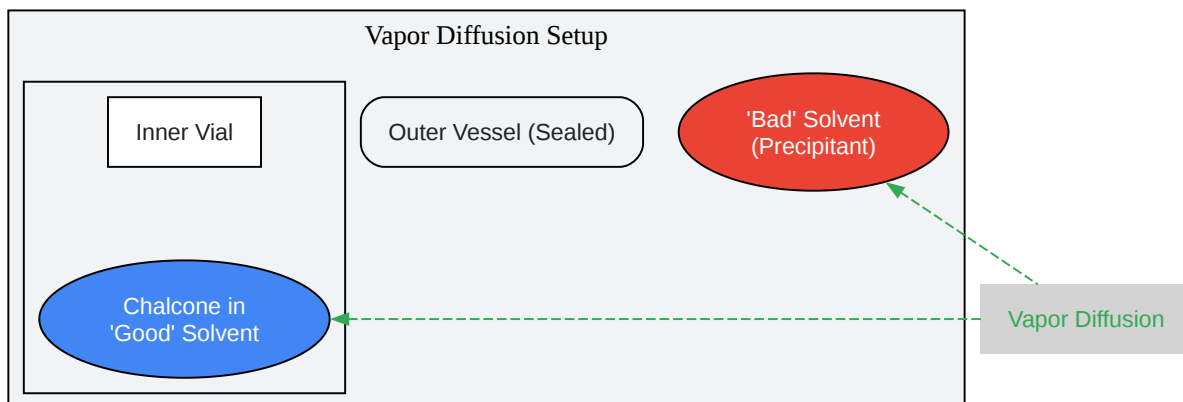 Vapor Diffusion Setup
Inner Vial
Outer Vessel (Sealed)
'Bad' Solvent
(Precipitant)
Chalcone in
'Good' Solvent
Vapor Diffusion